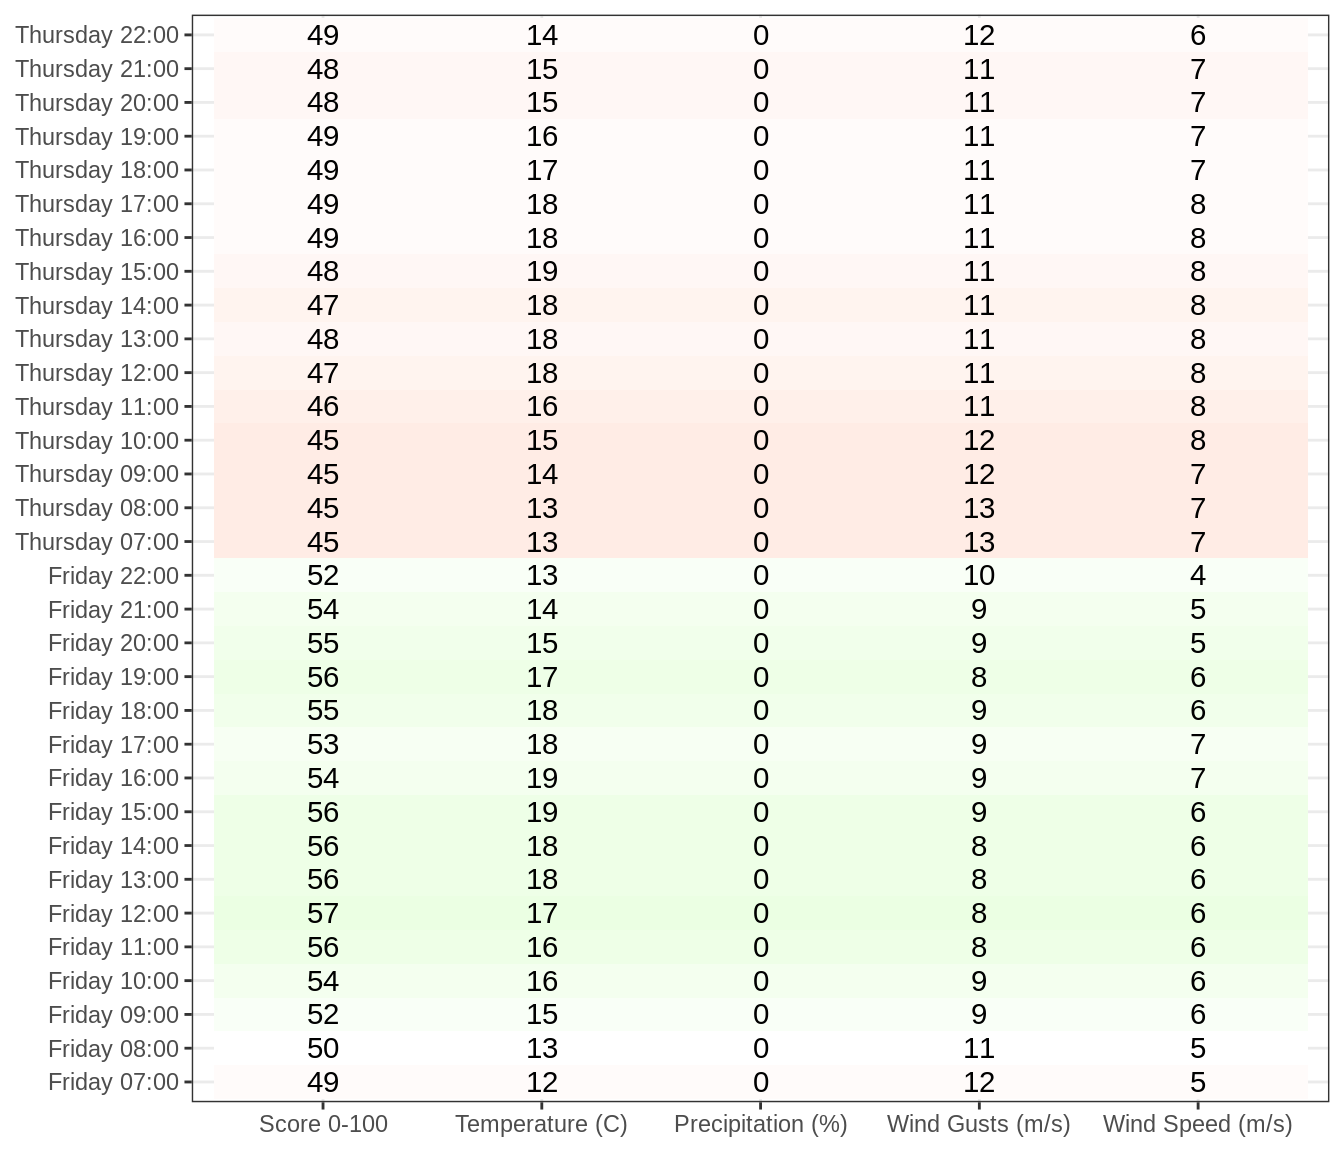 Thursday 22:00 49 14 0 12 6
Thursday 21:00 48 15 0 11 7
Thursday 20:00 48 15 0 11 7
Thursday 19:00 49 16 0 11 7
Thursday 18:00 49 17 0 11 7
Thursday 17:00 49 18 0 11 8
Thursday 16:00 49 18 0 11 8
Thursday 15:00 48 19 0 11 8
Thursday 14:00 47 18 0 11 8
Thursday 13:00 48 18 0 11 8
Thursday 12:00 47 18 0 11 8
Thursday 11:00 46 16 0 11 8
Thursday 10:00 45 15 0 12 8
Thursday 09:00 45 14 0 12 7
Thursday 08:00 45 13 0 13 7
Thursday 07:00 45 13 0 13 7
Friday 22:00 52 13 0 10 4
Friday 21:00 54 14 0 9 5
Friday 20:00 55 15 0 9 5
Friday 19:00 56 17 0 8 6
Friday 18:00 55 18 0 9 6
Friday 17:00 53 18 0 9 7
Friday 16:00 54 19 0 9 7
Friday 15:00 56 19 0 9 6
Friday 14:00 56 18 0 8 6
Friday 13:00 56 18 0 8 6
Friday 12:00 57 17 0 8 6
Friday 11:00 56 16 0 8 6
Friday 10:00 54 16 0 9 6
Friday 09:00 52 15 0 9 6
Friday 08:00 50 13 0 11 5
Friday 07:00 49 12 0 12 5
Score 0-100 Temperature (C) Precipitation (%) Wind Gusts (m/s) Wind Speed (m/s)